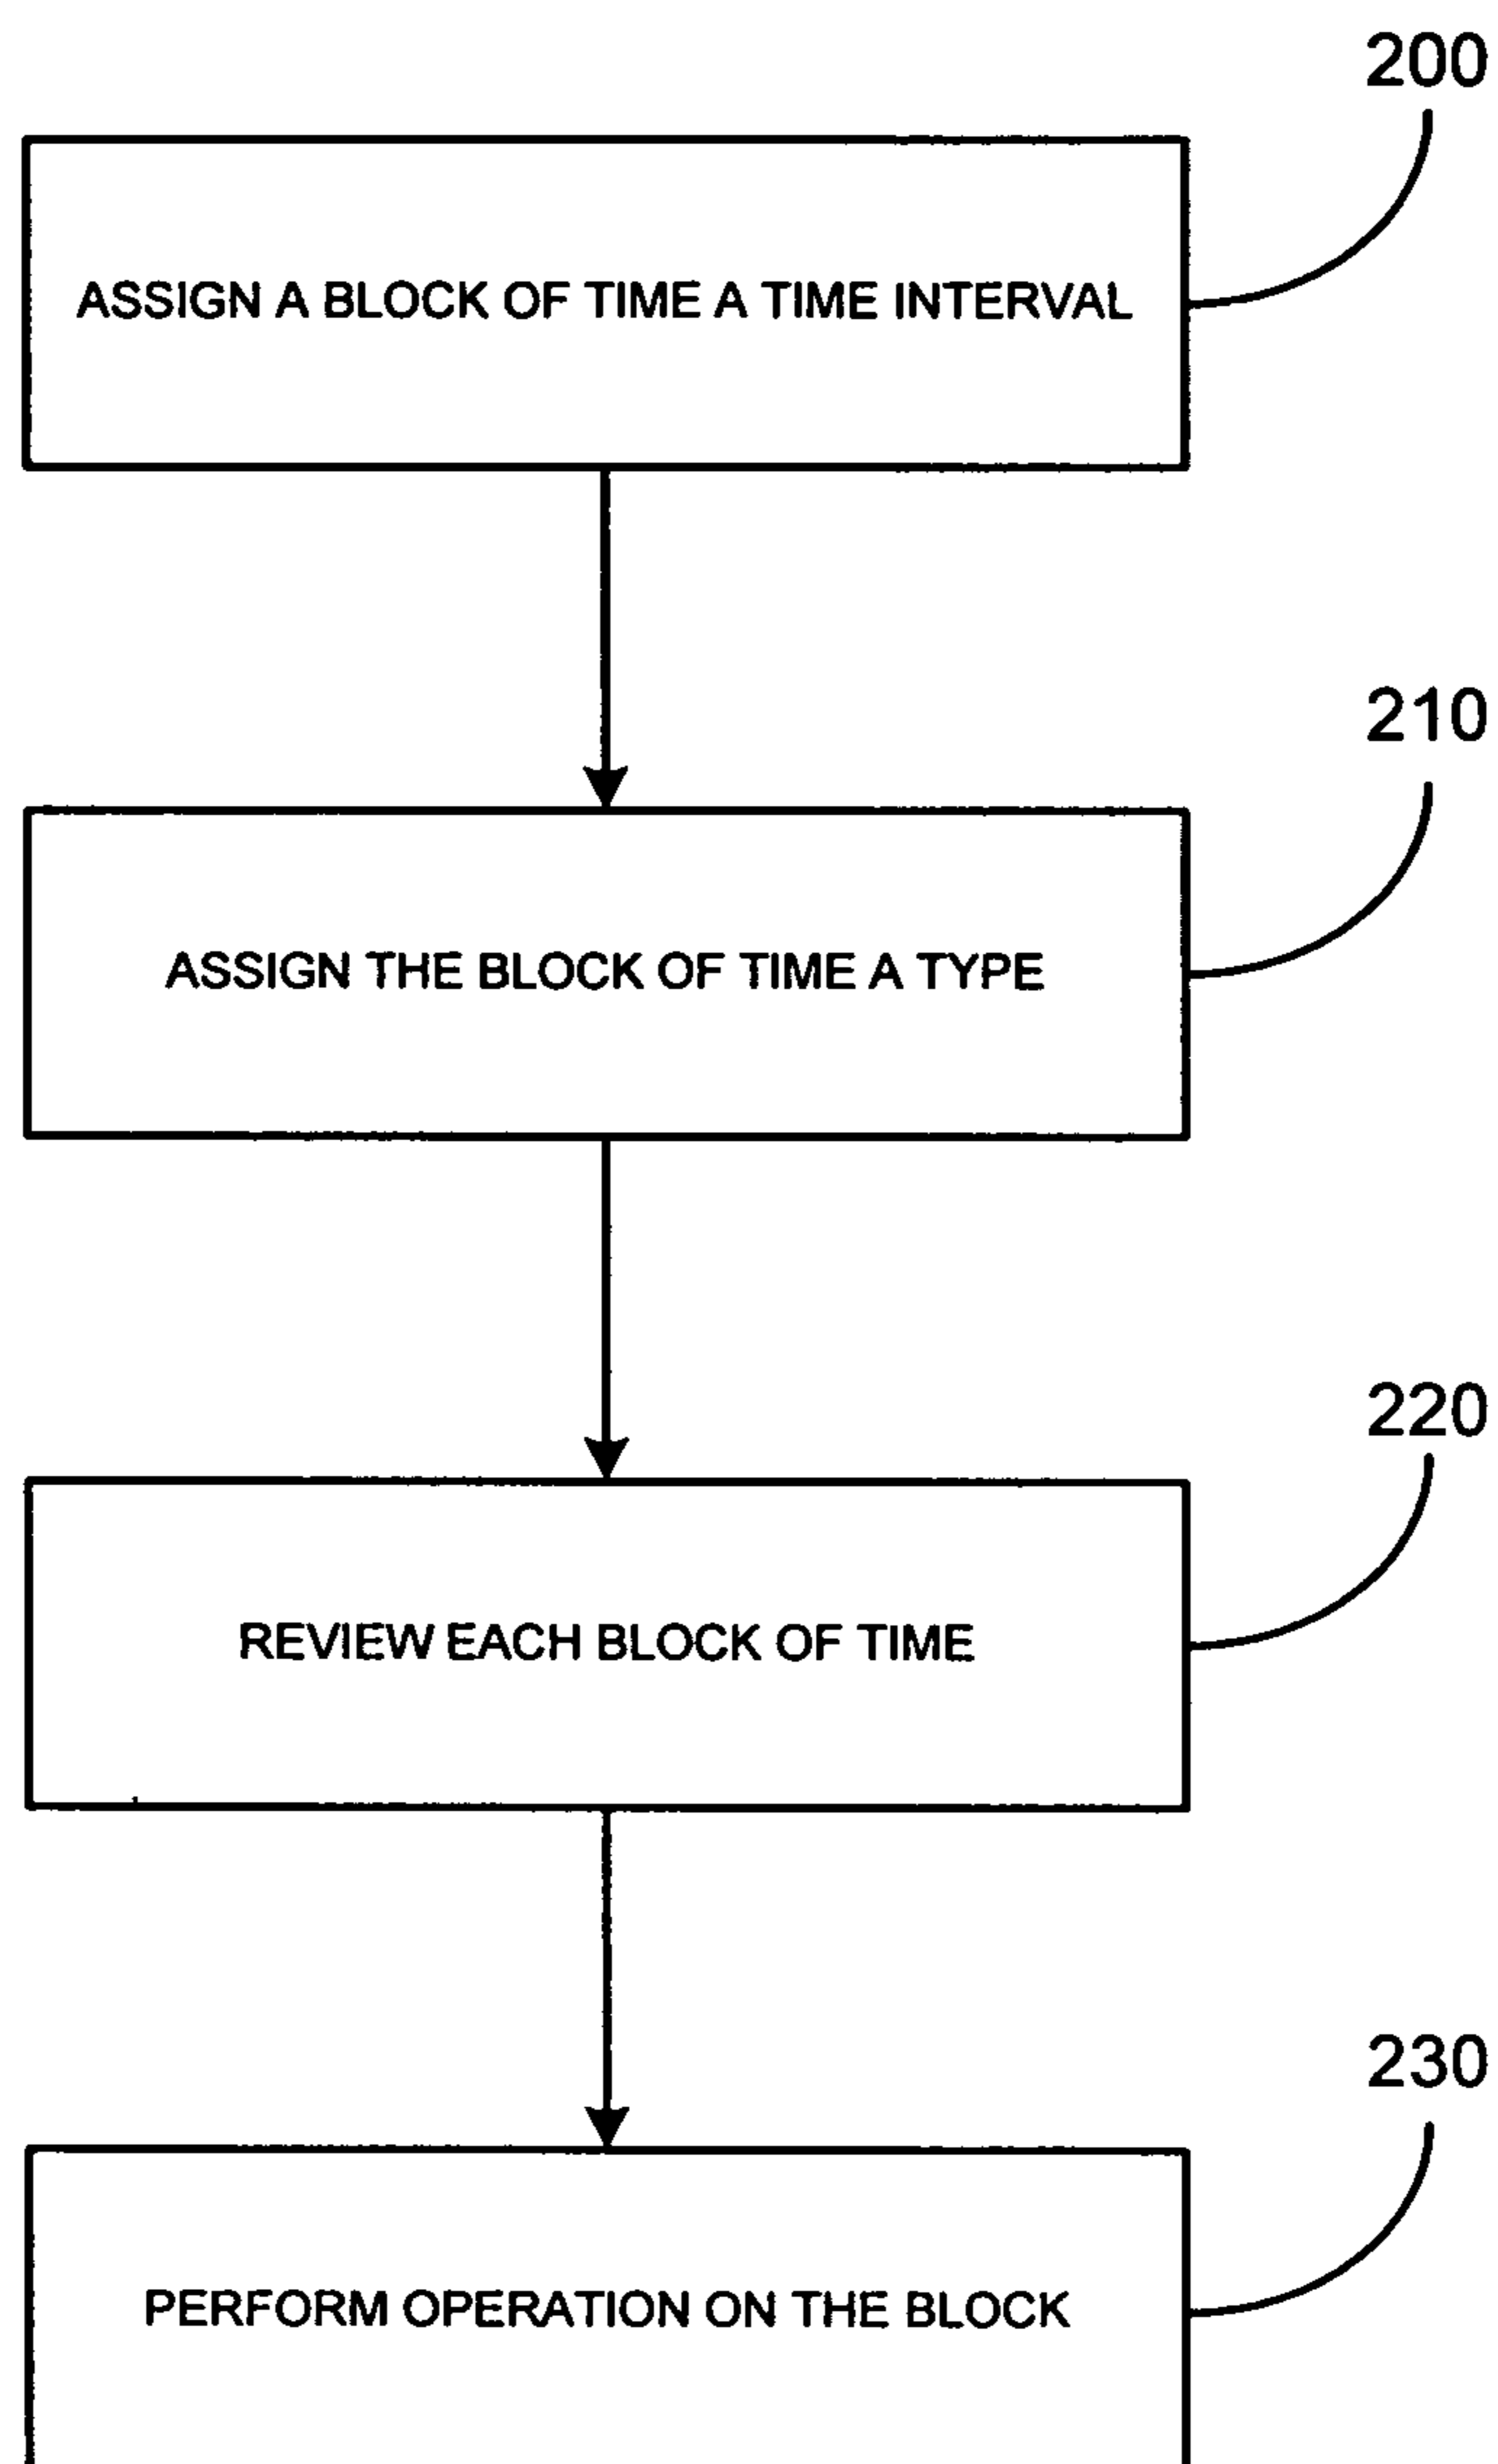 200
ASSIGN A BLOCK OF TIME A TIME INTERVAL
210
ASSIGN THE BLOCK OF TIME A TYPE
220
REVIEW EACH BLOCK OF TIME
230
PERFORM OPERATION ON THE BLOCK